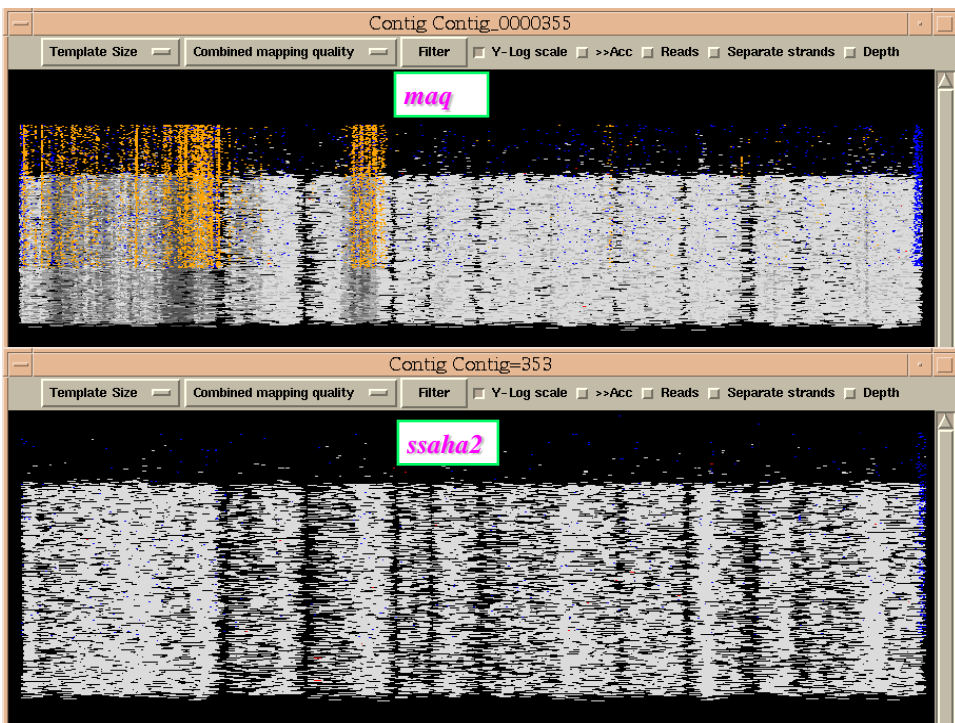 Contig Contig_0000355
Template Size Combined mapping quality Filter Y-Log scale >>Acc Reads Separate strands Depth
maq
Contig Contig=353
Template Size Combined mapping quality Filter Y-Log scale >>Acc Reads Separate strands Depth
ssaha2